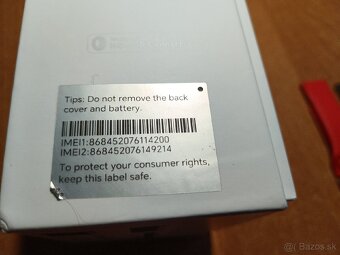 Tips: Do not remove the back
cover and battery.
IMEI1:868452076114200
IMEI2:868452076149214
To protect your consumer rights,
keep this label safe.
© bazos.sk